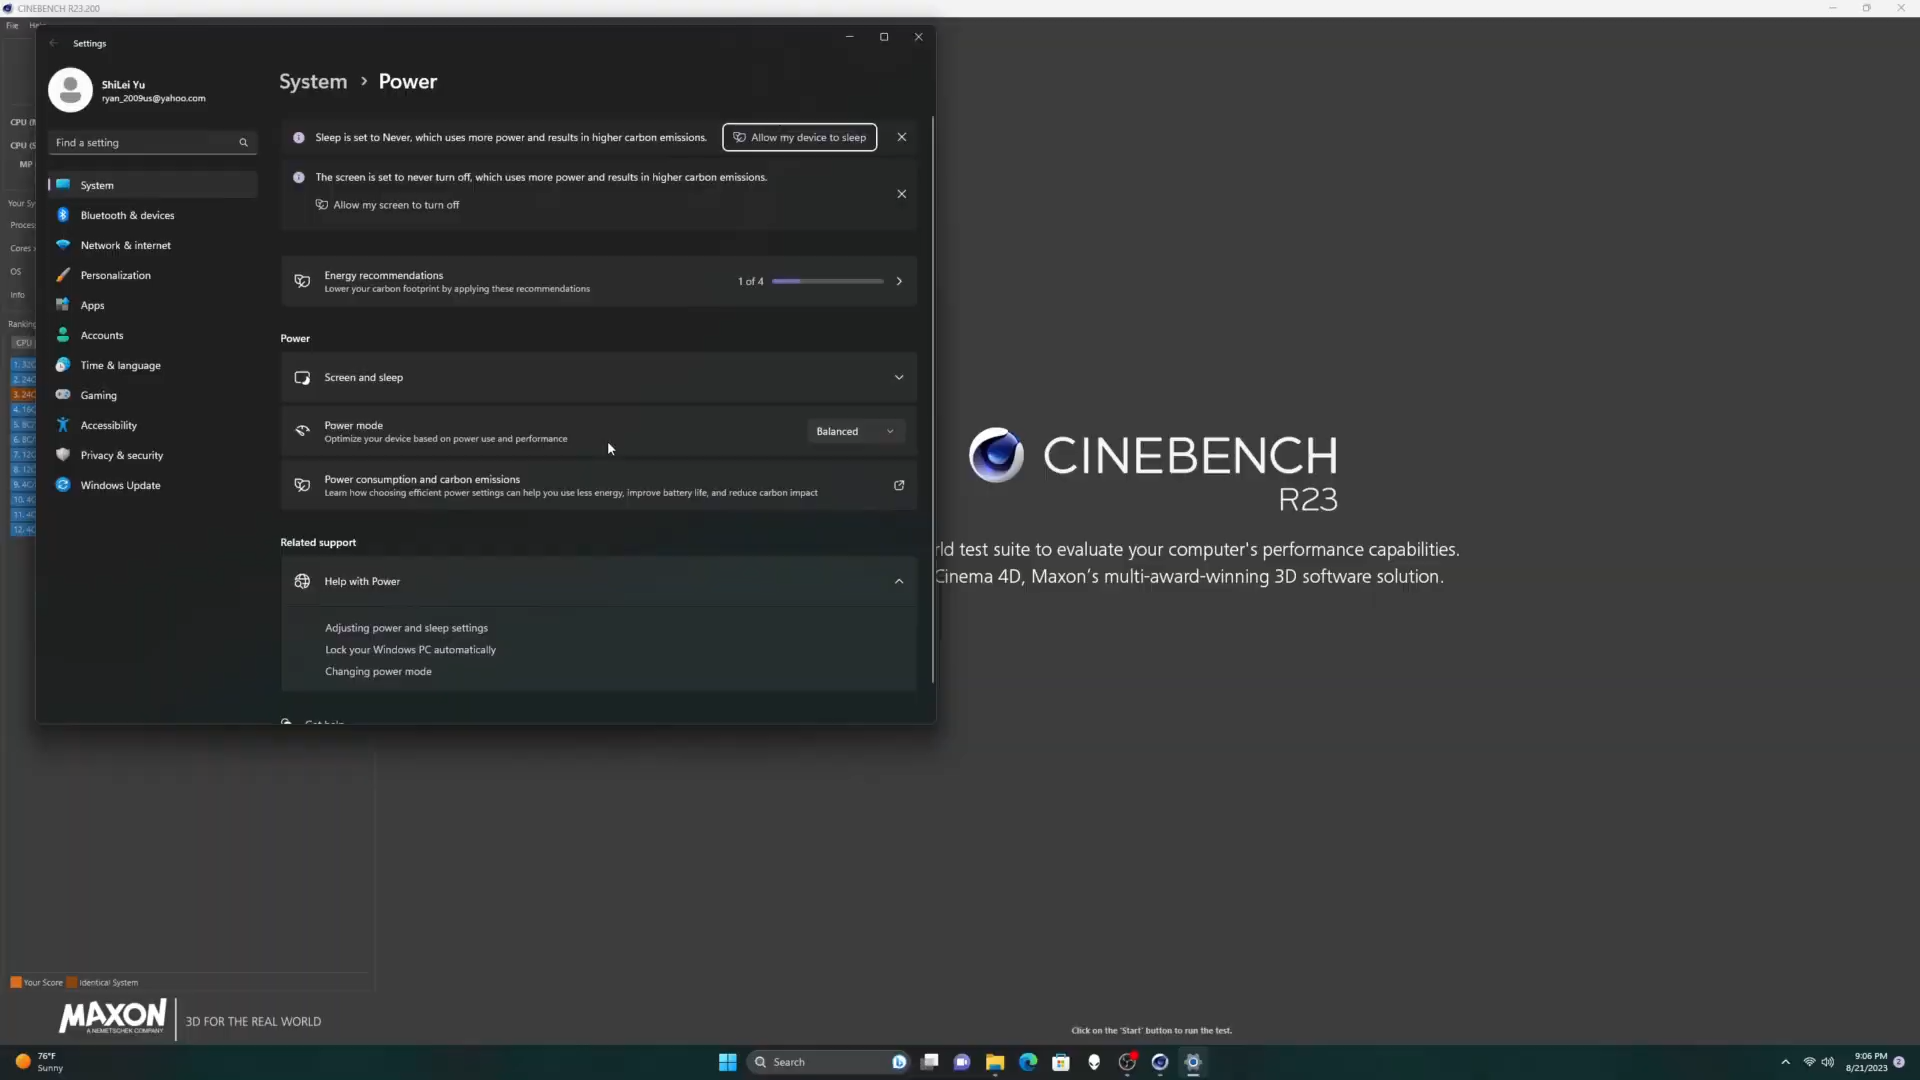 CINEBENCH R23.200
File
Settings
ShiLei Yu
ryan_2009us@yahoo.com
Find a setting
System
Bluetooth & devices
Network & internet
Personalization
Apps
Accounts
Time & language
Gaming
Accessibility
Privacy & security
Windows Update
System > Power
Sleep is set to Never, which uses more power and results in higher carbon emissions.
Allow my device to sleep
The screen is set to never turn off, which uses more power and results in higher carbon emissions.
Allow my screen to turn off
Energy recommendations
Lower your carbon footprint by applying these recommendations
1 of 4
Power
Screen and sleep
Power mode
Optimize your device based on power use and performance
Balanced
Power consumption and carbon emissions
Learn how choosing efficient power settings can help you use less energy, improve battery life, and reduce carbon impact
Related support
Help with Power
Adjusting power and sleep settings
Lock your Windows PC automatically
Changing power mode
CPU
CPU
MP
OS
Info
CPU
CINEBENCH
R23
test suite to evaluate your computer's performance capabilities.
Cinema 4D, Maxon's multi-award-winning 3D software solution.
Your Score
Identical System
MAXON
A NEMETSCHEK COMPANY
3D FOR THE REAL WORLD
Click on the 'Start' button to run the test.
76°F
Sunny
Search
9:06 PM
8/21/2023
2